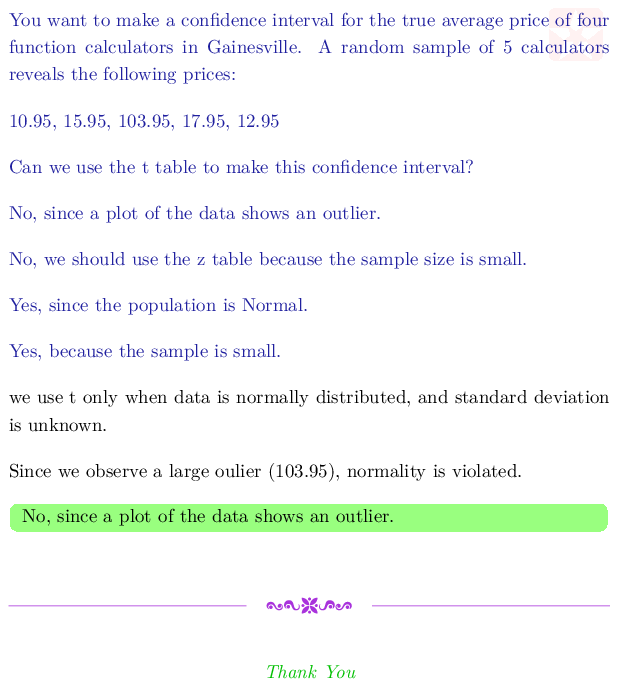 You want to make a confidence interval for the true average price of four
function calculators in Gainesville. A random sample of 5 calculators
reveals the following prices:
10.95, 15.95, 103.95, 17.95, 12.95
Can we use the t table to make this confidence interval?
No, since a plot of the data shows an outlier.
No, we should use the z table because the sample size is small.
Yes, since the population is Normal.
Yes, because the sample is small.
we use t only when data is normally distributed, and standard deviation
is unknown.
Since we observe a large oulier (103.95), normality is violated.
No, since a plot of the data shows an outlier.
Thank You